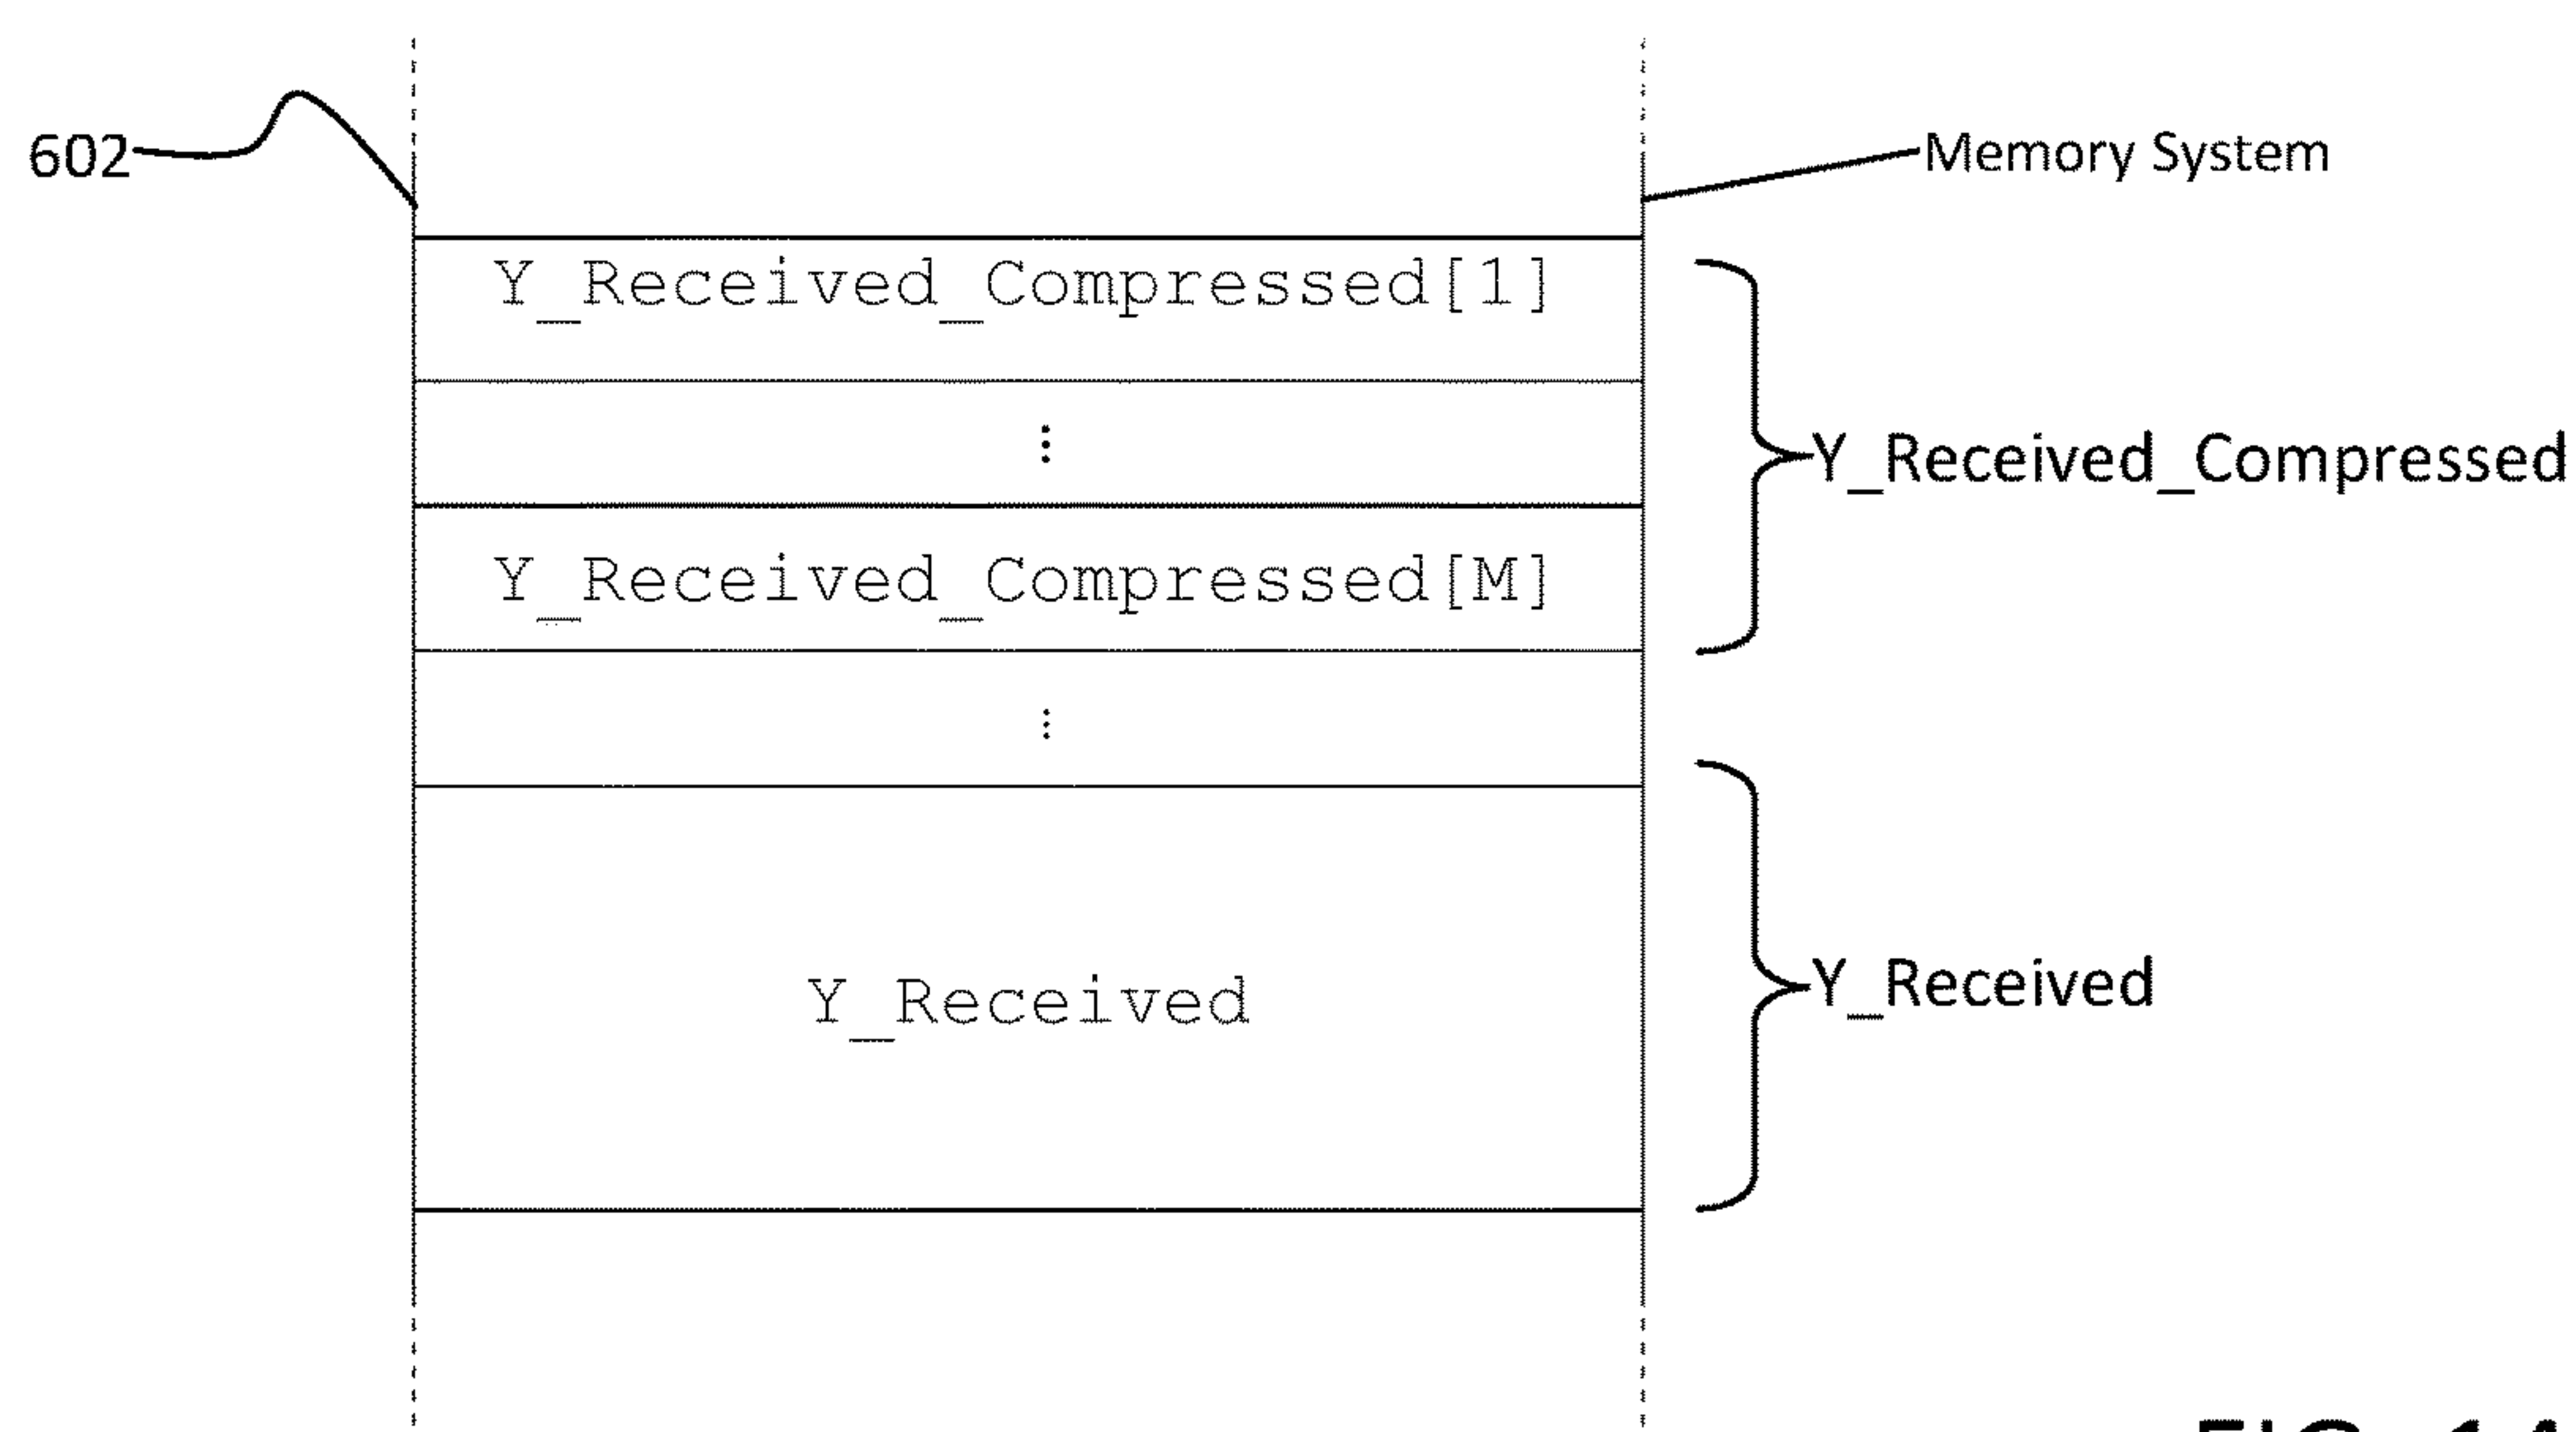 602
Memory System
Y_Received_Compressed[1]
⋮
Y_Received_Compressed
Y_Received_Compressed[M]
⋮
Y_Received
Y_Received